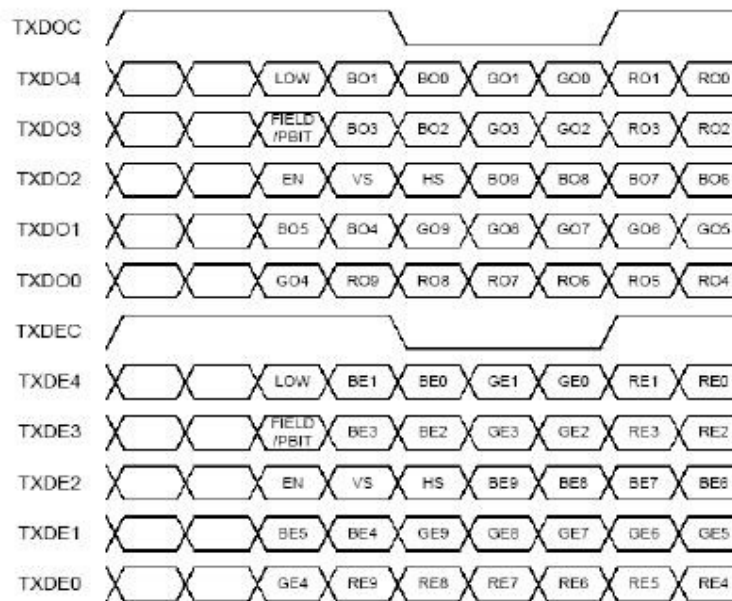 TXDOC
TXDO4 LOW BO1 BO0 GO1 GO0 RO1 RO0
TXDO3 FIELD /PBIT BO3 BO2 GO3 GO2 RO3 RO2
TXDO2 EN VS HS BO9 BO8 BO7 BO6
TXDO1 BO5 BO4 GO9 GO8 GO7 GO6 GO5
TXDO0 GO4 RO9 RO8 RO7 RO6 RO5 RO4
TXDEC
TXDE4 LOW BE1 BE0 GE1 GE0 RE1 RE0
TXDE3 FIELD /PBIT BE3 BE2 GE3 GE2 RE3 RE2
TXDE2 EN VS HS BE9 BE8 BE7 BE6
TXDE1 BE5 BE4 GE9 GE8 GE7 GE6 GE5
TXDE0 GE4 RE9 RE8 RE7 RE6 RE5 RE4